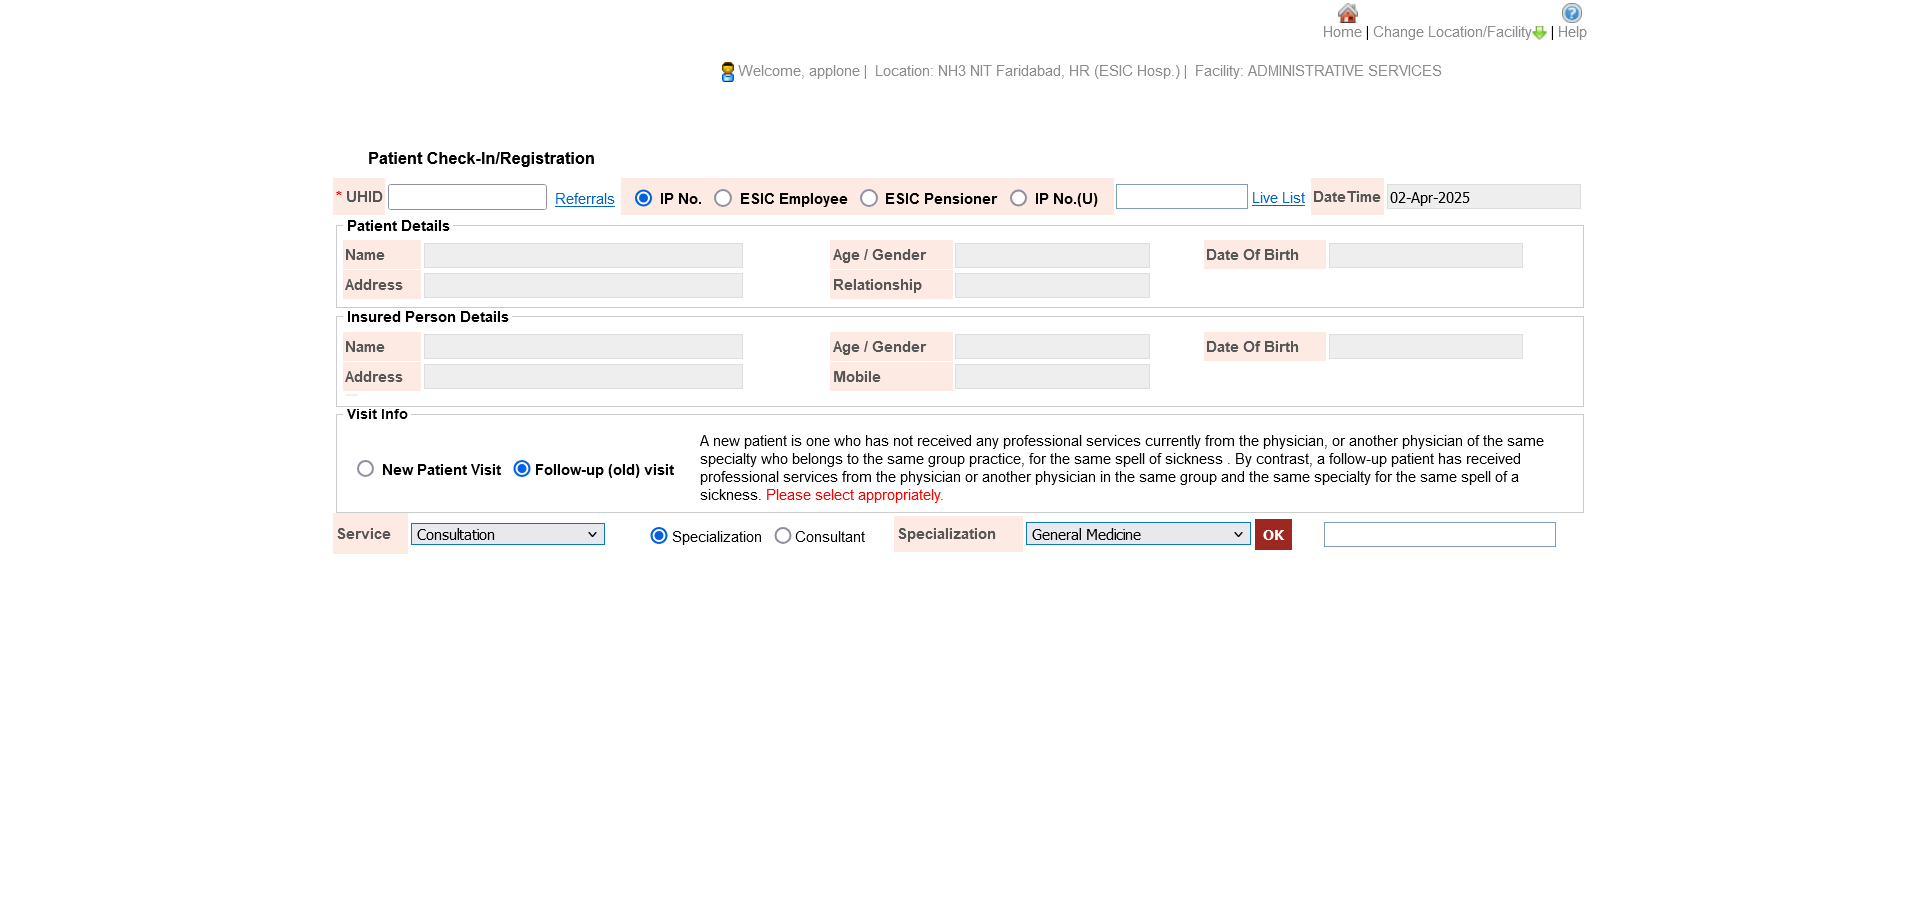 Home | Change Location/Facility | Help
Welcome, applone | Location: NH3 NIT Faridabad, HR (ESIC Hosp.) | Facility: ADMINISTRATIVE SERVICES
Patient Check-In/Registration
* UHID Referrals IP No. ESIC Employee ESIC Pensioner IP No.(U) Live List DateTime 02-Apr-2025
Patient Details
Name Age / Gender Date Of Birth
Address Relationship
Insured Person Details
Name Age / Gender Date Of Birth
Address Mobile
Visit Info
New Patient Visit Follow-up (old) visit
A new patient is one who has not received any professional services currently from the physician, or another physician of the same
specialty who belongs to the same group practice, for the same spell of sickness . By contrast, a follow-up patient has received
professional services from the physician or another physician in the same group and the same specialty for the same spell of a
sickness. Please select appropriately.
Service Consultation Specialization Consultant Specialization General Medicine OK